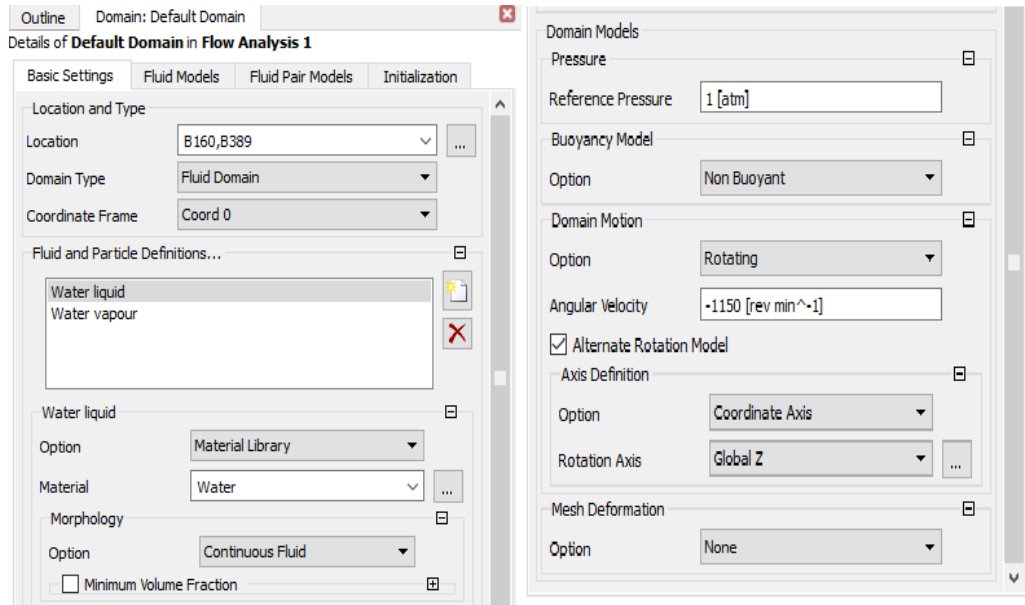 Outline Domain: Default Domain
Details of Default Domain in Flow Analysis 1
Basic Settings Fluid Models Fluid Pair Models Initialization
Location and Type
Location B160,B389 ...
Domain Type Fluid Domain
Coordinate Frame Coord 0
Fluid and Particle Definitions...
Water liquid
Water vapour
Water liquid
Option Material Library
Material Water ...
Morphology
Option Continuous Fluid
Minimum Volume Fraction
Domain Models
Pressure
Reference Pressure 1 [atm]
Buoyancy Model
Option Non Buoyant
Domain Motion
Option Rotating
Angular Velocity -1150 [rev min^-1]
Alternate Rotation Model
Axis Definition
Option Coordinate Axis
Rotation Axis Global Z ...
Mesh Deformation
Option None